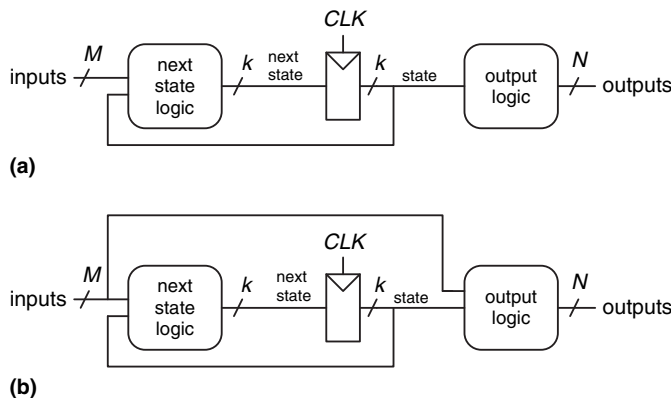 CLK
M
next
inputs
next
state
logic
k
state
k
state
output
logic
N
outputs
(a)
CLK
M
next
inputs
next
state
logic
k
state
k
state
output
logic
N
outputs
(b)